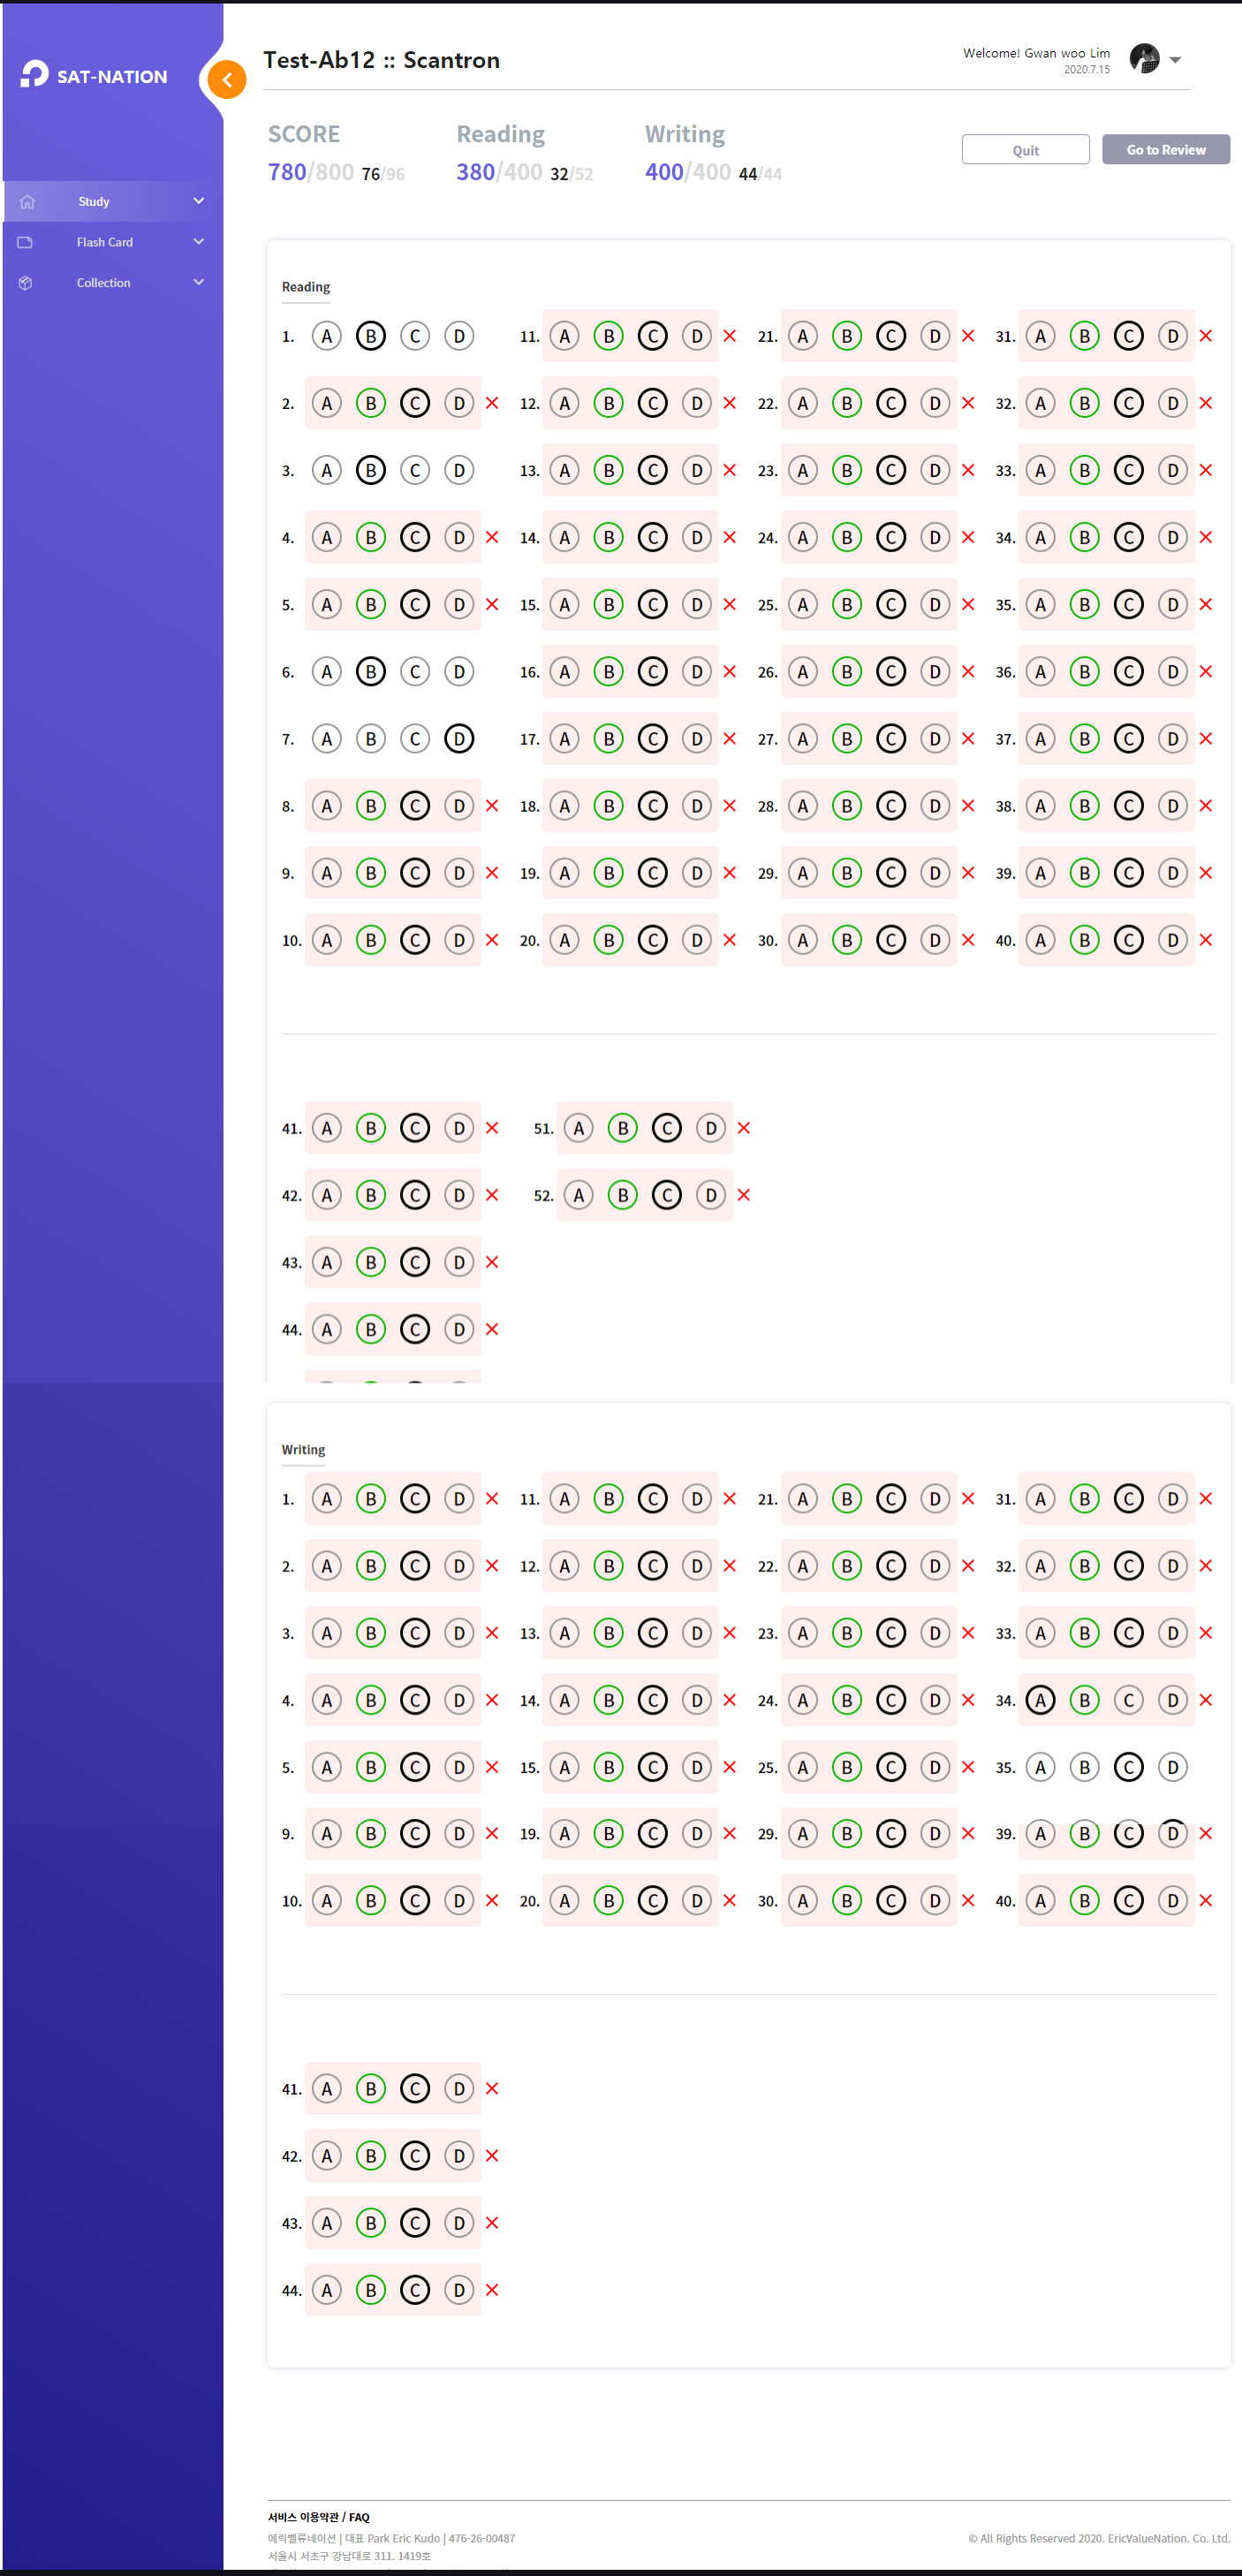 SAT-NATION
Study
Flash Card
Collection
Test-Ab12 :: Scantron
Welcome! Gwan woo Lim
2020.7.15
SCORE Reading Writing
780/800 76/96 380/400 32/52 400/400 44/44
Quit Go to Review
Reading
1. A B C D 11. A B C D × 21. A B C D × 31. A B C D ×
2. A B C D × 12. A B C D × 22. A B C D × 32. A B C D ×
3. A B C D 13. A B C D × 23. A B C D × 33. A B C D ×
4. A B C D × 14. A B C D × 24. A B C D × 34. A B C D ×
5. A B C D × 15. A B C D × 25. A B C D × 35. A B C D ×
6. A B C D 16. A B C D × 26. A B C D × 36. A B C D ×
7. A B C D 17. A B C D × 27. A B C D × 37. A B C D ×
8. A B C D × 18. A B C D × 28. A B C D × 38. A B C D ×
9. A B C D × 19. A B C D × 29. A B C D × 39. A B C D ×
10. A B C D × 20. A B C D × 30. A B C D × 40. A B C D ×
41. A B C D × 51. A B C D ×
42. A B C D × 52. A B C D ×
43. A B C D ×
44. A B C D ×
Writing
1. A B C D × 11. A B C D × 21. A B C D × 31. A B C D ×
2. A B C D × 12. A B C D × 22. A B C D × 32. A B C D ×
3. A B C D × 13. A B C D × 23. A B C D × 33. A B C D ×
4. A B C D × 14. A B C D × 24. A B C D × 34. A B C D ×
5. A B C D × 15. A B C D × 25. A B C D × 35. A B C D
9. A B C D × 19. A B C D × 29. A B C D × 39. A B C D ×
10. A B C D × 20. A B C D × 30. A B C D × 40. A B C D ×
41. A B C D ×
42. A B C D ×
43. A B C D ×
44. A B C D ×
서비스 이용약관 / FAQ
에릭벨류네이션 | 대표 Park Eric Kudo | 476-26-00487
© All Rights Reserved 2020. EricValueNation. Co. Ltd.
서울시 서초구 강남대로 311. 1419호